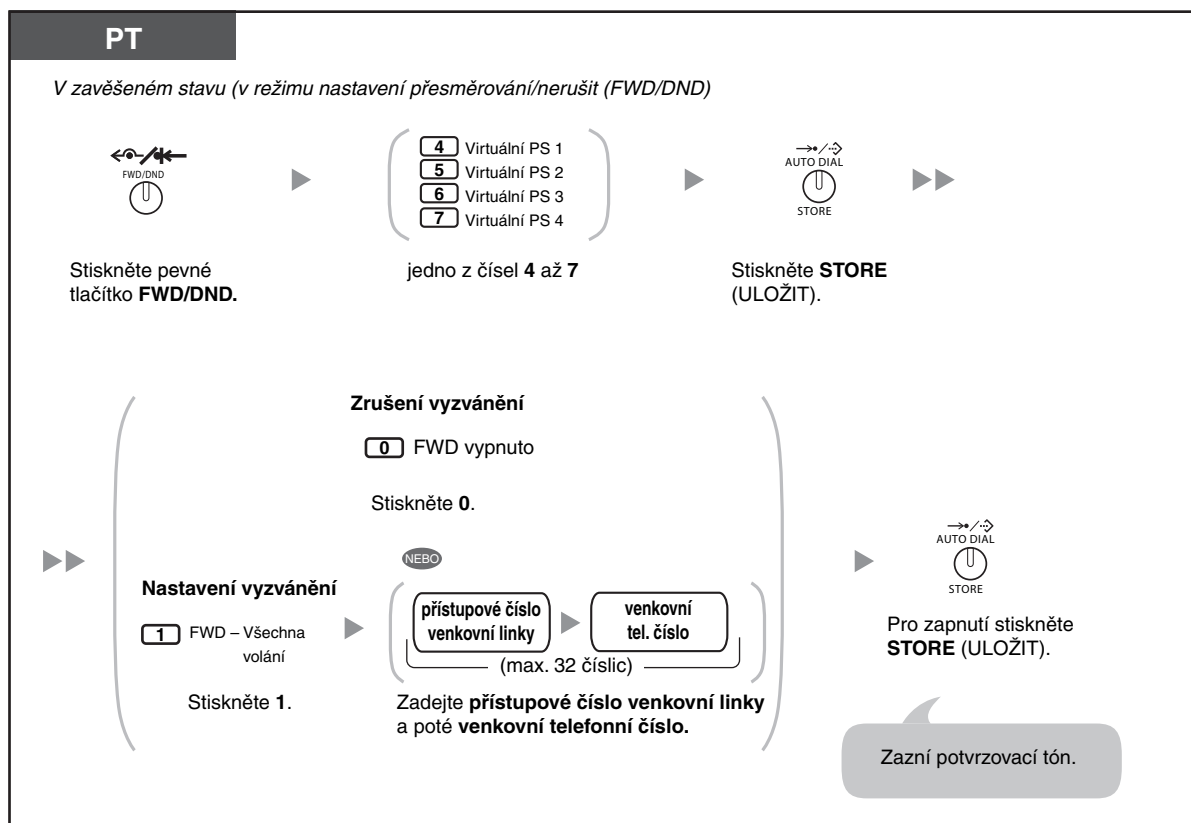 PT
V zavěšeném stavu (v režimu nastavení přesměrování/nerušit (FWD/DND)
FWD/DND
4 Virtuální PS 1
5 Virtuální PS 2
6 Virtuální PS 3
7 Virtuální PS 4
AUTO DIAL
STORE
Stiskněte pevné
tlačítko FWD/DND.
jedno z čísel 4 až 7
Stiskněte STORE
(ULOŽIT).
Zrušení vyzvánění
0 FWD vypnuto
Stiskněte 0.
NEBO
Nastavení vyzvánění
1 FWD – Všechna
volání
Stiskněte 1.
přístupové číslo
venkovní linky
venkovní
tel. číslo
(max. 32 číslic)
Zadejte přístupové číslo venkovní linky
a poté venkovní telefonní číslo.
AUTO DIAL
STORE
Pro zapnutí stiskněte
STORE (ULOŽIT).
Zazní potvrzovací tón.